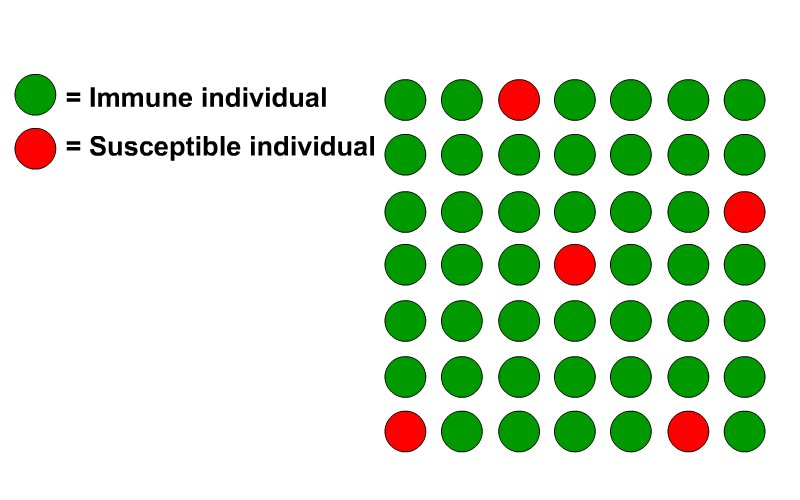 = Immune individual
= Susceptible individual